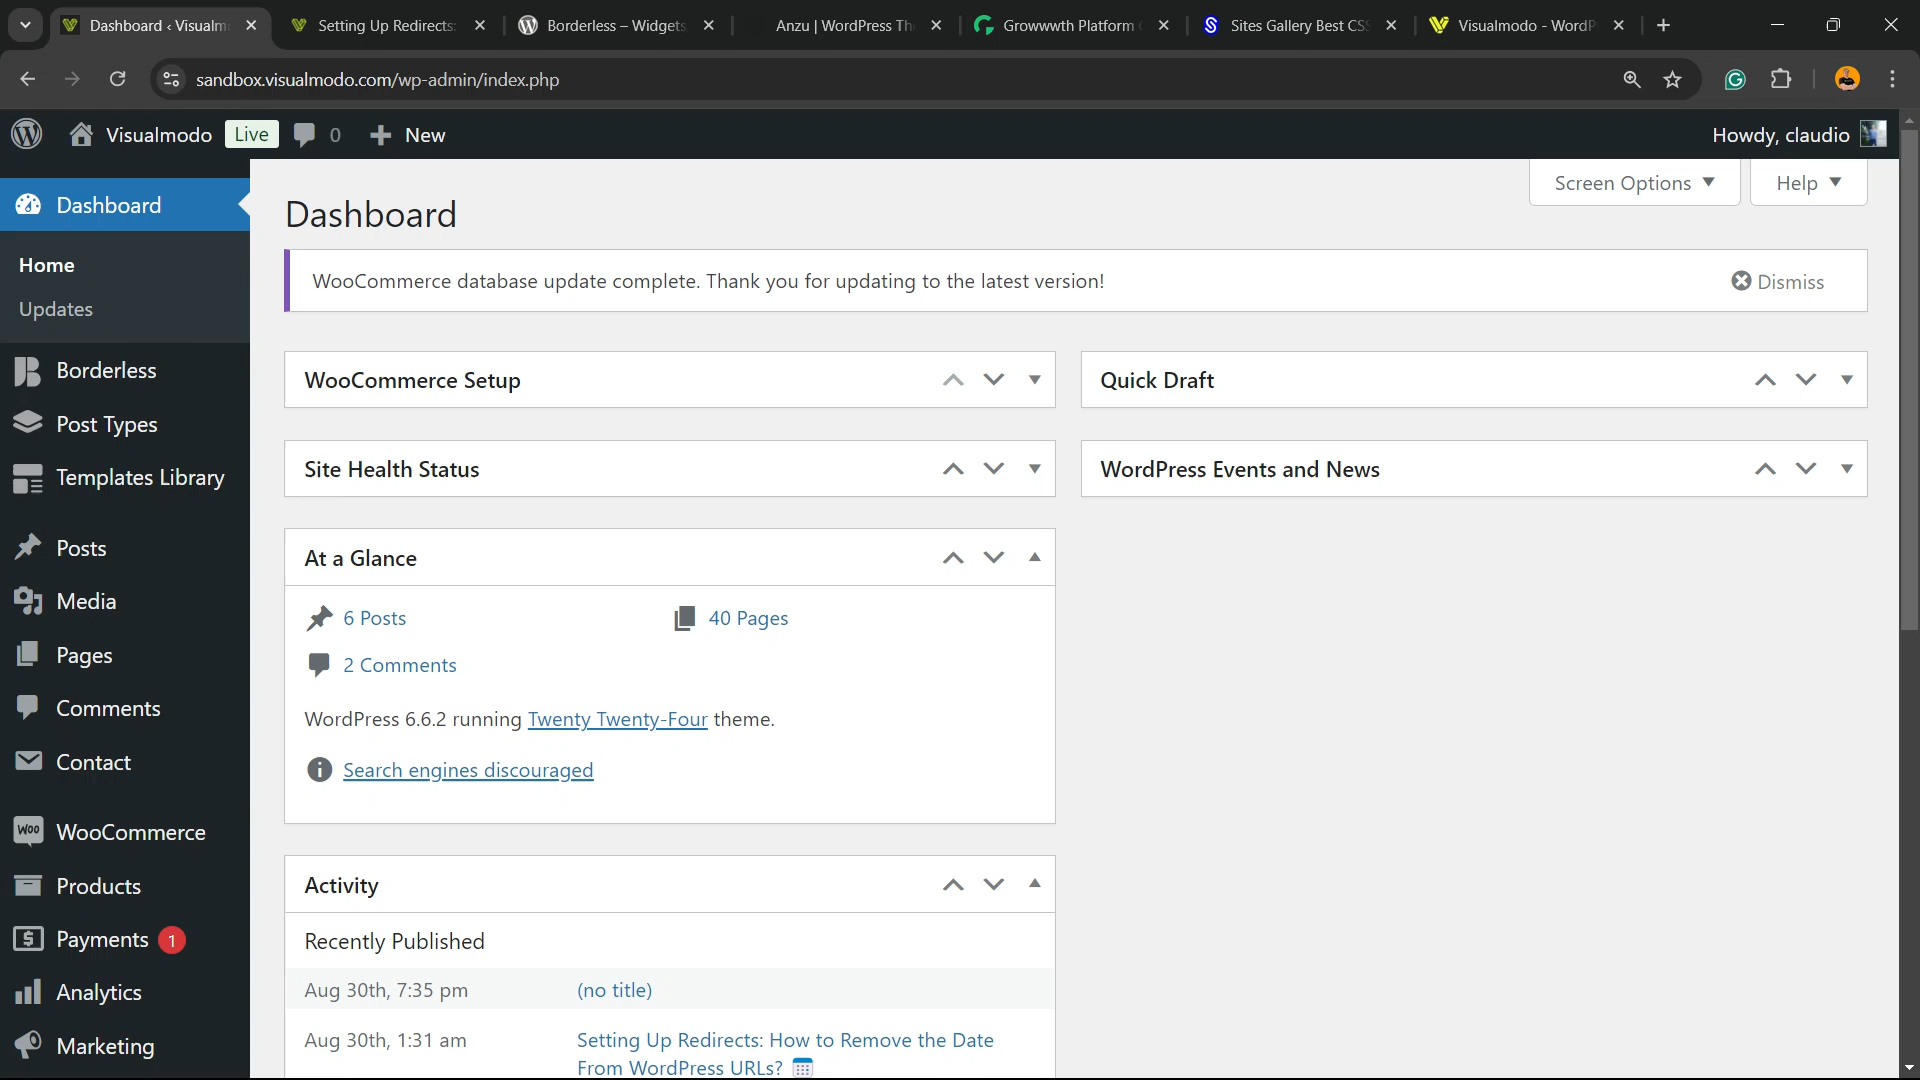 Dashboard ‹ Visualm
Setting Up Redirects:
Borderless – Widgets
Anzu | WordPress Th
Growwwth Platform
Sites Gallery Best CSS
Visualmodo - WordP
sandbox.visualmodo.com/wp-admin/index.php
Visualmodo
Live
0
New
Howdy, claudio
Screen Options
Help
Dashboard
Home
Updates
Borderless
Post Types
Templates Library
Posts
Media
Pages
Comments
Contact
Woo
WooCommerce
Products
Payments 1
Analytics
Marketing
Dashboard
WooCommerce database update complete. Thank you for updating to the latest version!
Dismiss
WooCommerce Setup
Site Health Status
At a Glance
6 Posts
40 Pages
2 Comments
WordPress 6.6.2 running Twenty Twenty-Four theme.
Search engines discouraged
Activity
Recently Published
Aug 30th, 7:35 pm
(no title)
Aug 30th, 1:31 am
Setting Up Redirects: How to Remove the Date
From WordPress URLs?
Quick Draft
WordPress Events and News